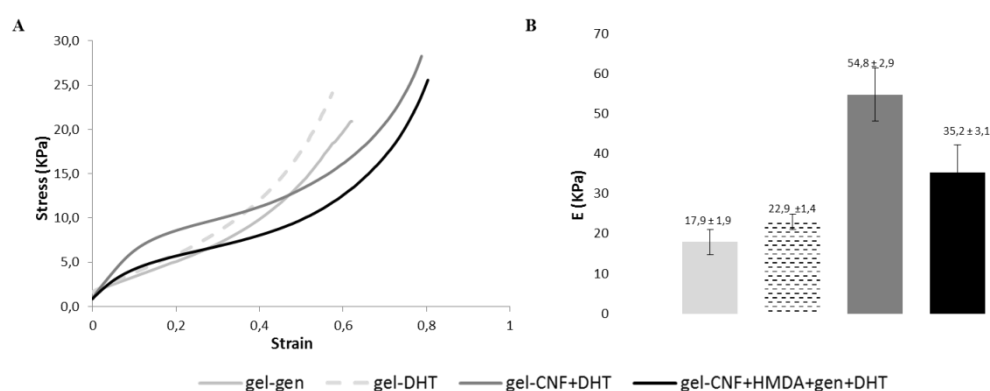 A
Stress (KPa)
30,0
25,0
20,0
15,0
10,0
5,0
0,0
0
0,2
0,4
0,6
0,8
1
Strain
B
E (KPa)
70
60
50
40
30
20
10
0
17,9 ± 1,9
22,9 ±1,4
54,8 ± 2,9
35,2 ± 3,1
gel-gen gel-DHT gel-CNF+DHT gel-CNF+HMDA+gen+DHT